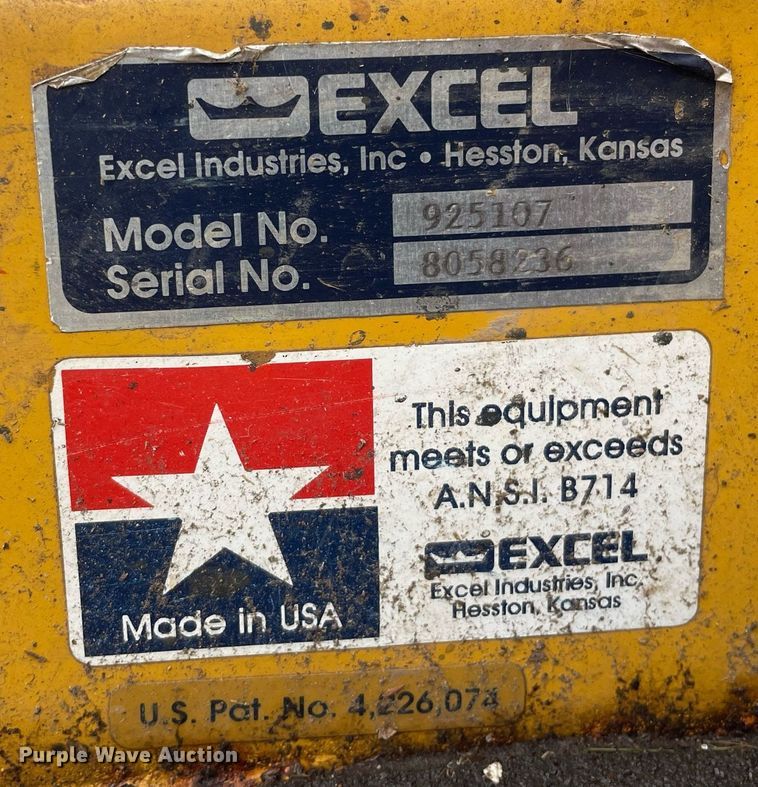 EXCEL
Excel Industries, Inc • Hesston, Kansas
Model No. 925107
Serial No. 8058236
This equipment
meets or exceeds
A.N.S.I. B714
EXCEL
Excel Industries, Inc,
Hesston, Kansas
Made in USA
U.S. Pat. No. 4,226,074
Purple Wave Auction